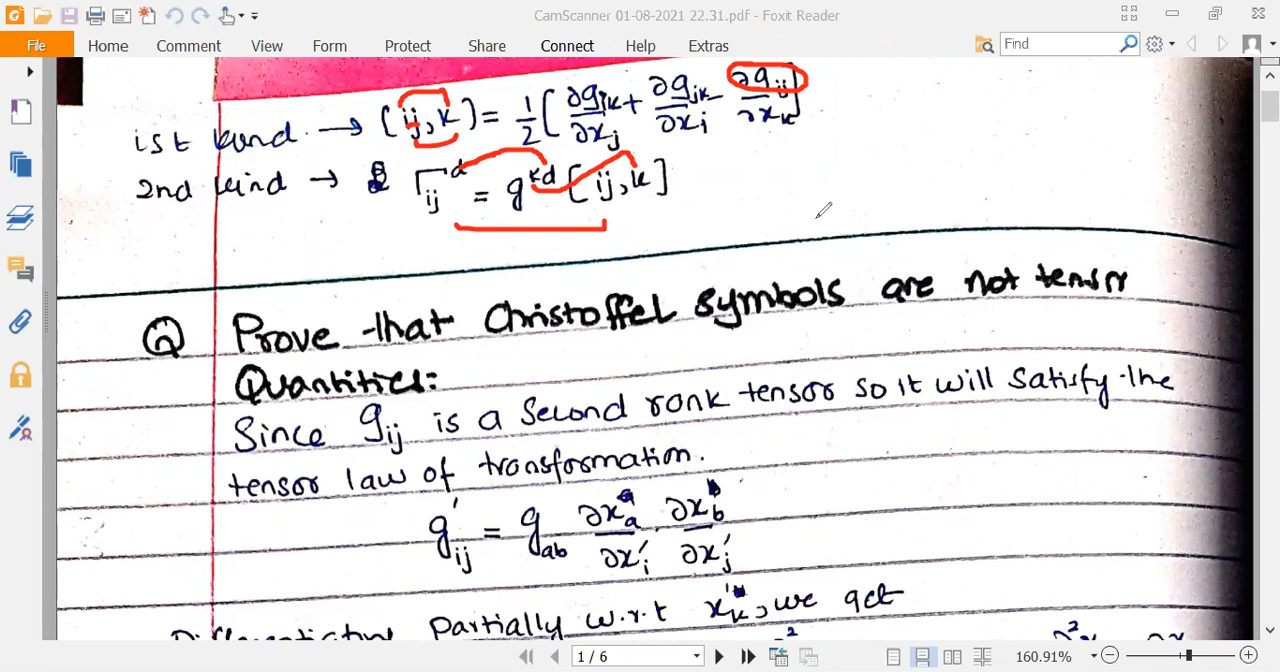 CamScanner 01-08-2021 22.31.pdf - Foxit Reader
File Home Comment View Form Protect Share Connect Help Extras Find
ist kind → (ij,k) = 1/2 [ ∂gik/∂xj + ∂gjk/∂xi - ∂gij/∂xk ]
2nd kind → Γij^d = g^kd [ij,k]
Q Prove that Christoffel symbols are not tensor
Quantities:
Since gij is a second rank tensor so it will satisfy the
tensor law of transformation.
g'ij = gab ∂xa/∂x'i . ∂xb/∂x'j
Differentiating Partially w.r.t x'k, we get
1 / 6
160.91%